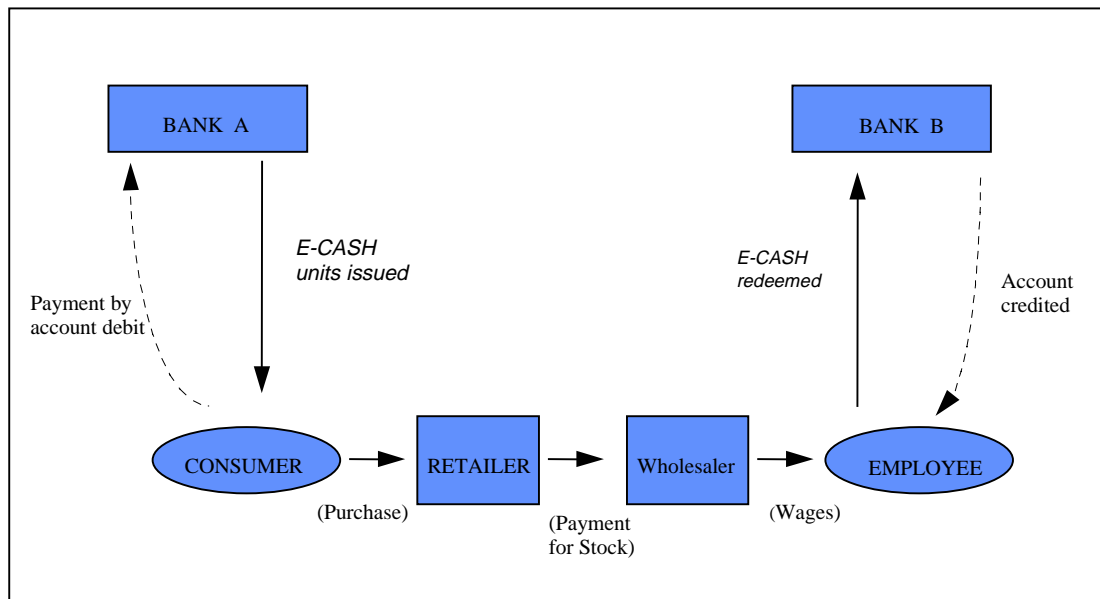 BANK A
BANK B
E-CASH
units issued
E-CASH
redeemed
Payment by
account debit
Account
credited
CONSUMER
RETAILER
Wholesaler
EMPLOYEE
(Purchase)
(Payment
for Stock)
(Wages)